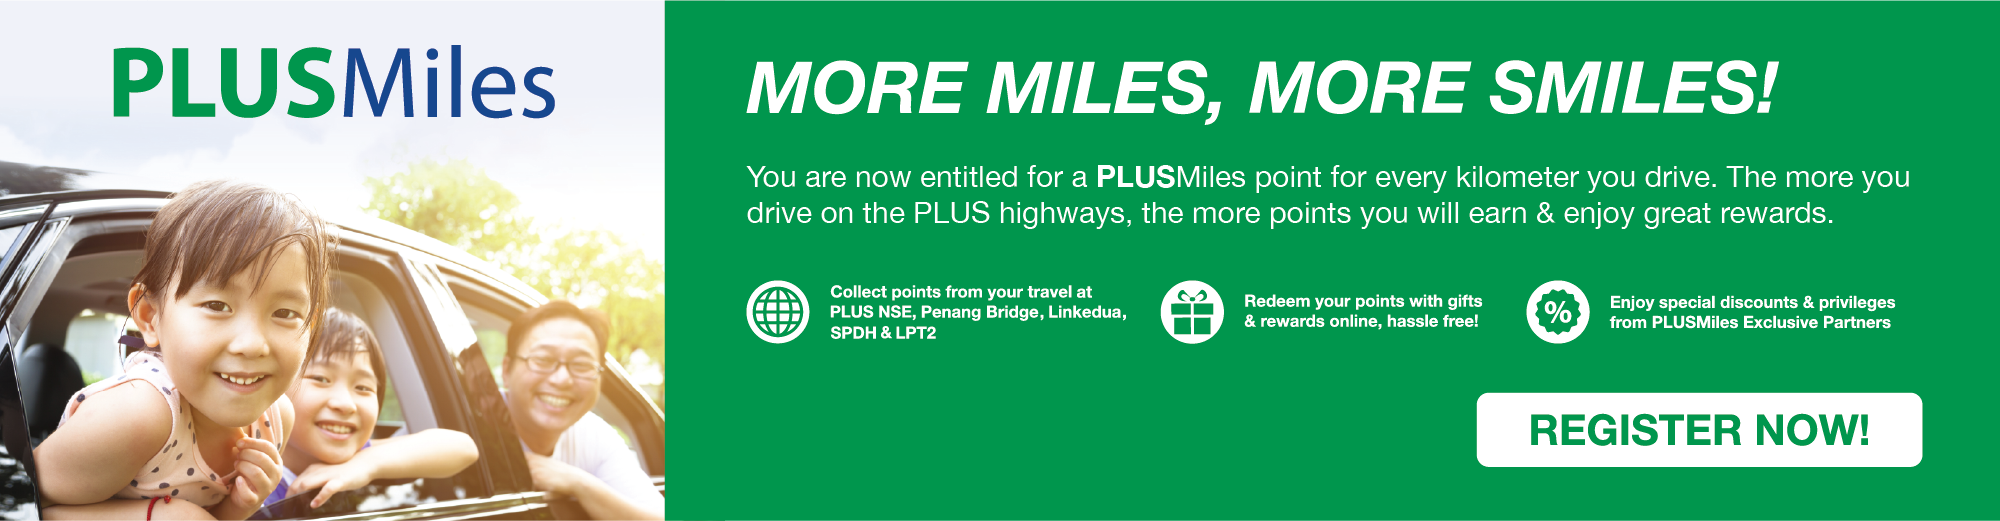 PLUSMiles
MORE MILES, MORE SMILES!
You are now entitled for a PLUSMiles point for every kilometer you drive. The more you
drive on the PLUS highways, the more points you will earn & enjoy great rewards.
Collect points from your travel at
PLUS NSE, Penang Bridge, Linkedua,
SPDH & LPT2
Redeem your points with gifts
& rewards online, hassle free!
%
Enjoy special discounts & privileges
from PLUSMiles Exclusive Partners
REGISTER NOW!